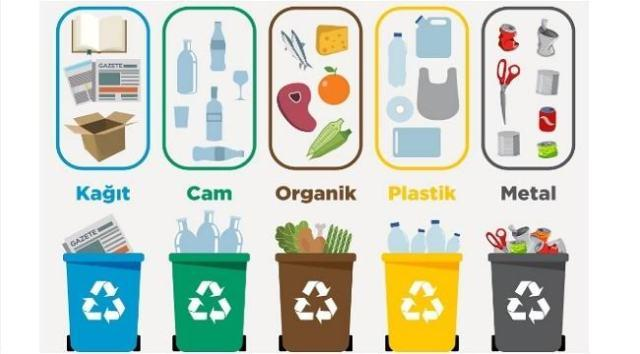 GAZETE
Kağıt
Cam
Organik
Plastik
Metal
GAZETE